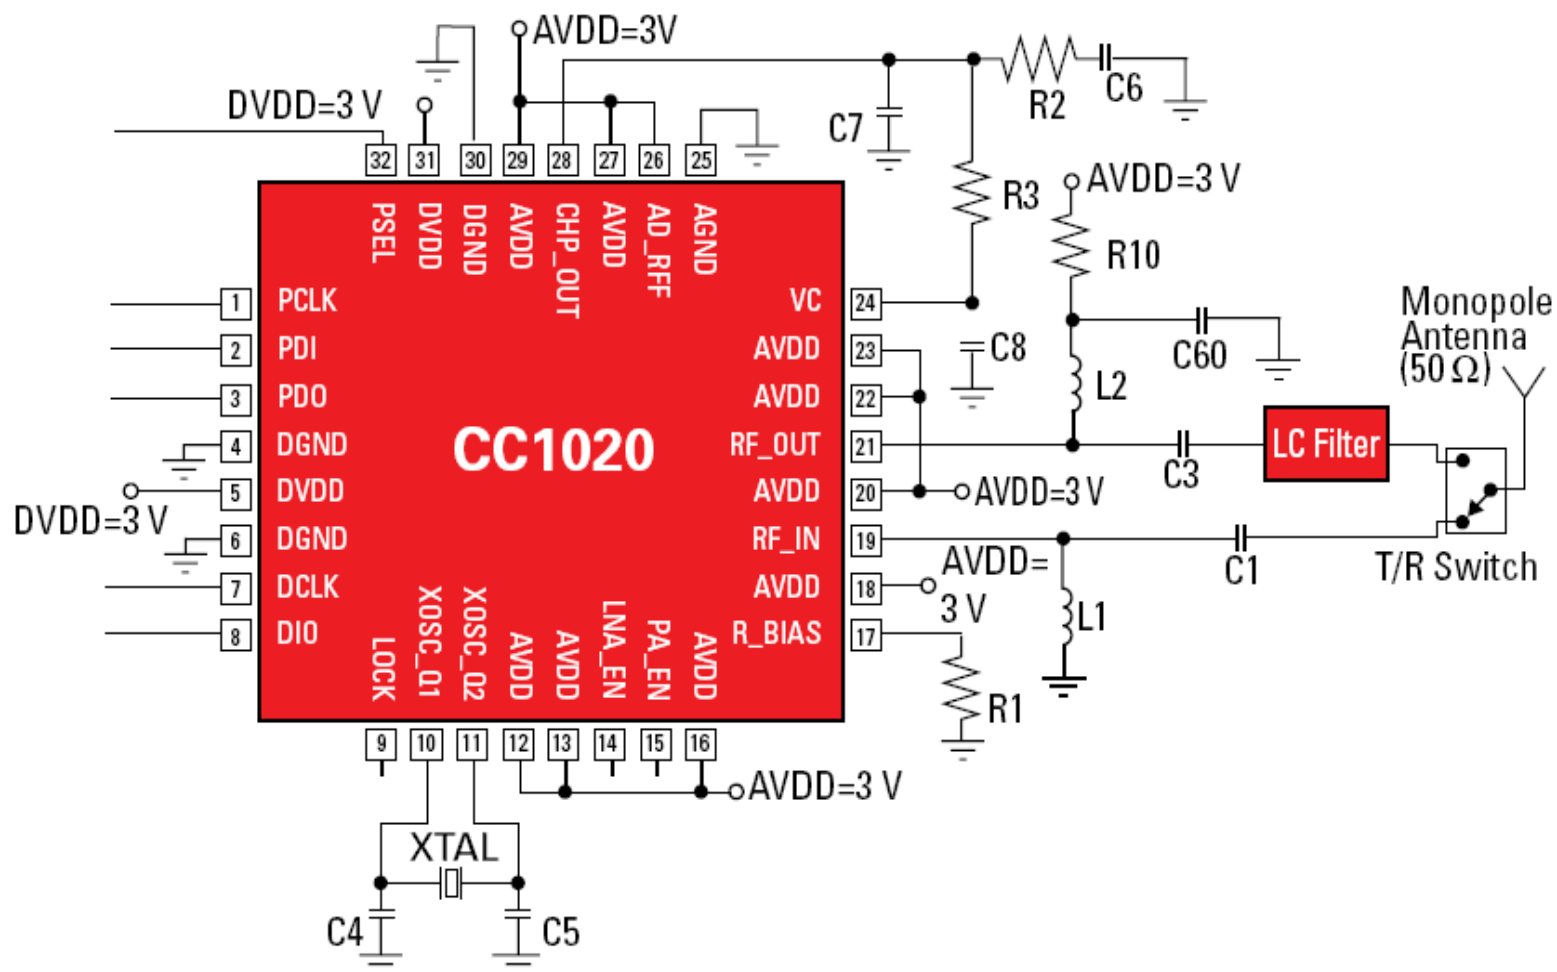 AVDD=3V
DVDD=3 V
C7
R2
C6
32
31
30
29
28
27
26
25
R3
AVDD=3 V
R10
PSEL
DVDD
DGND
AVDD
CHP_OUT
AVDD
AD_RFF
AGND
1 PCLK
2 PDI
3 PDO
4 DGND
5 DVDD
DVDD=3 V
6 DGND
7 DCLK
8 DIO
CC1020
VC 24
AVDD 23
AVDD 22
RF_OUT 21
AVDD 20
RF_IN 19
AVDD 18
R_BIAS 17
C8
C60
L2
Monopole
Antenna
(50 Ω)
LC Filter
C3
AVDD=3 V
AVDD=
3 V
C1
T/R Switch
L1
R1
LOCK
XOSC_Q1
XOSC_Q2
AVDD
AVDD
LNA_EN
PA_EN
AVDD
9
10
11
12
13
14
15
16
AVDD=3 V
XTAL
C4
C5